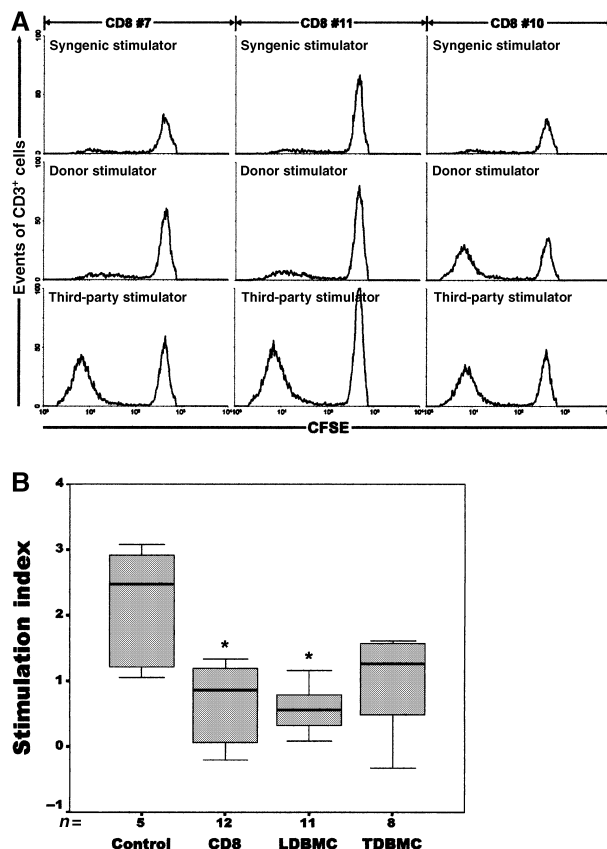 A
CD8 #7 CD8 #11 CD8 #10
Syngenic stimulator Syngenic stimulator Syngenic stimulator
Donor stimulator Donor stimulator Donor stimulator
Third-party stimulator Third-party stimulator Third-party stimulator
Events of CD3⁺ cells
CFSE
B
Stimulation index
4
3
2
1
0
–1
* *
n = 5 12 11 8
Control CD8 LDBMC TDBMC